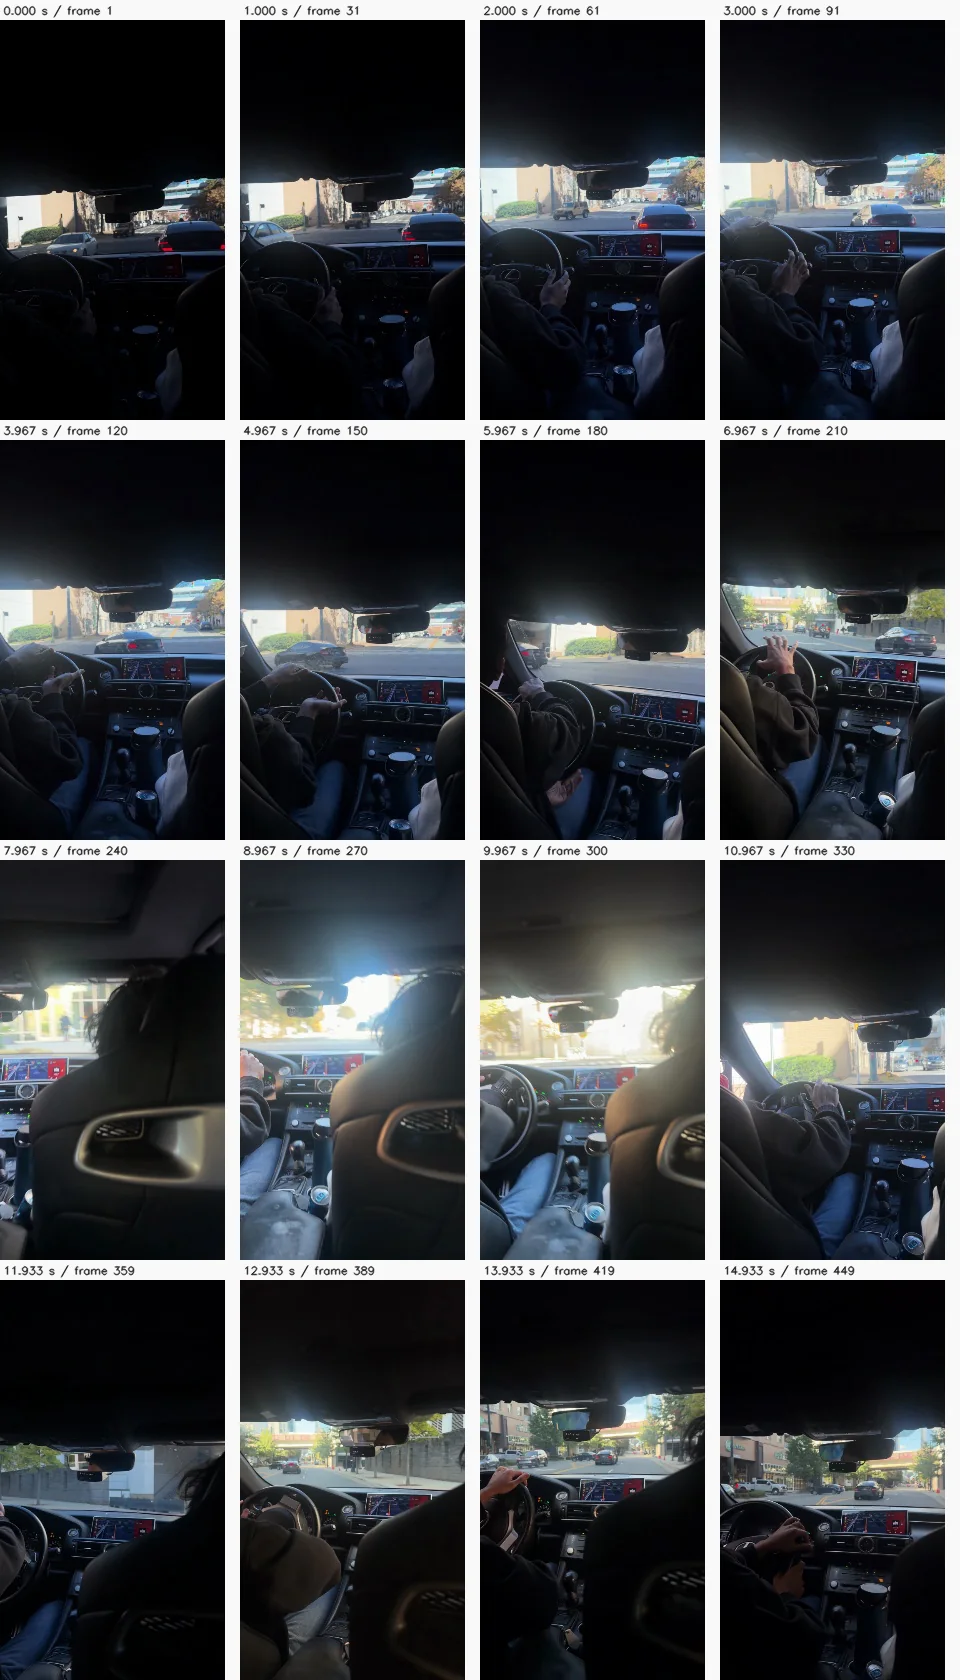 0.000 s / frame 1
1.000 s / frame 31
2.000 s / frame 61
3.000 s / frame 91
3.967 s / frame 120
4.967 s / frame 150
5.967 s / frame 180
6.967 s / frame 210
7.967 s / frame 240
8.967 s / frame 270
9.967 s / frame 300
10.967 s / frame 330
11.933 s / frame 359
12.933 s / frame 389
13.933 s / frame 419
14.933 s / frame 449